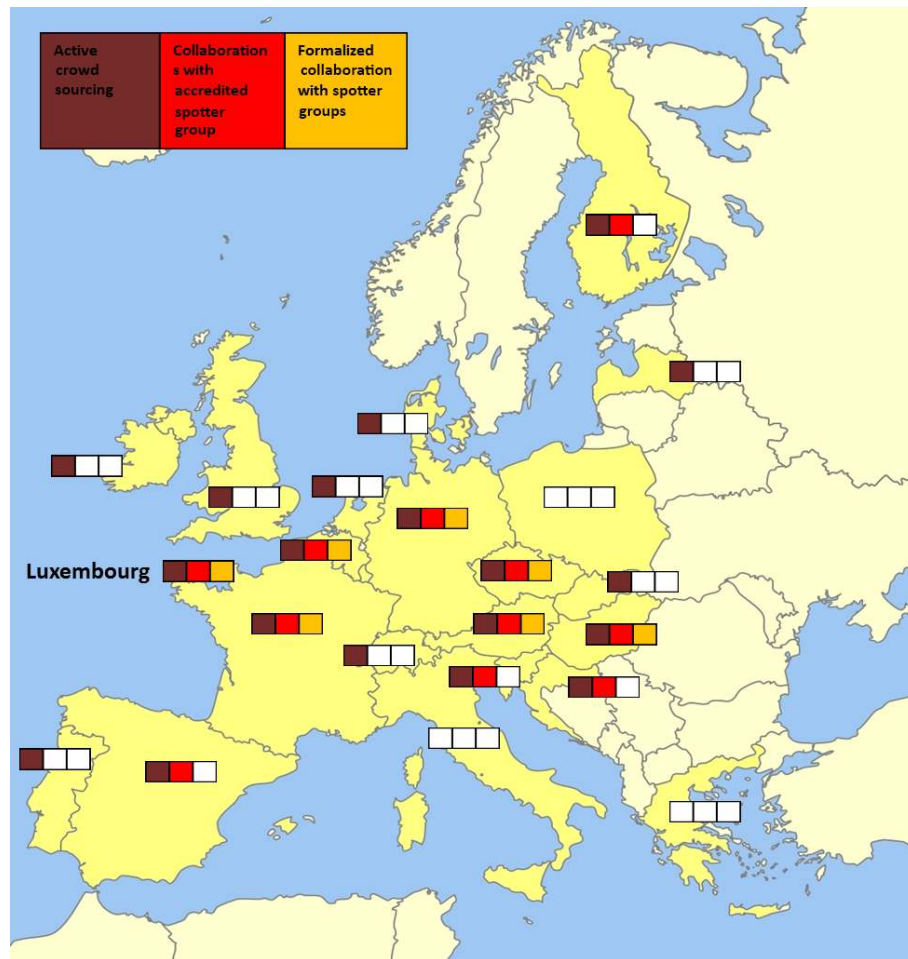 Active
crowd
sourcing
Collaboration
s with
accredited
spotter
group
Formalized
collaboration
with spotter
groups
Luxembourg